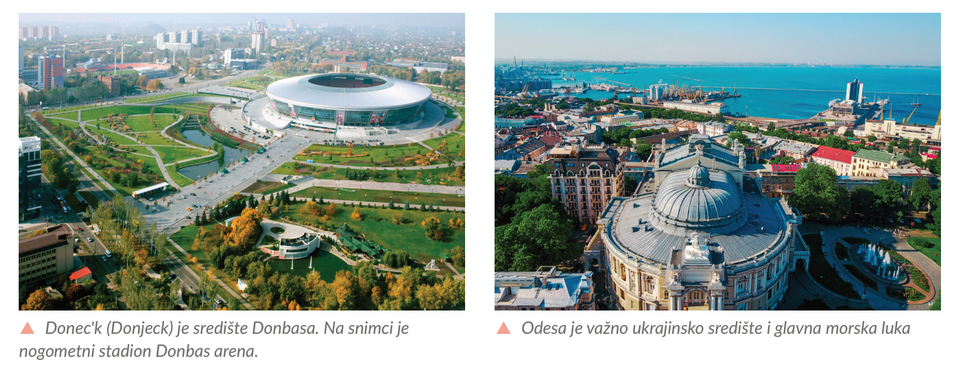 Donec'k (Donjeck) je središte Donbasa. Na snimci je
nogometni stadion Donbas arena.
Odesa je važno ukrajinsko središte i glavna morska luka